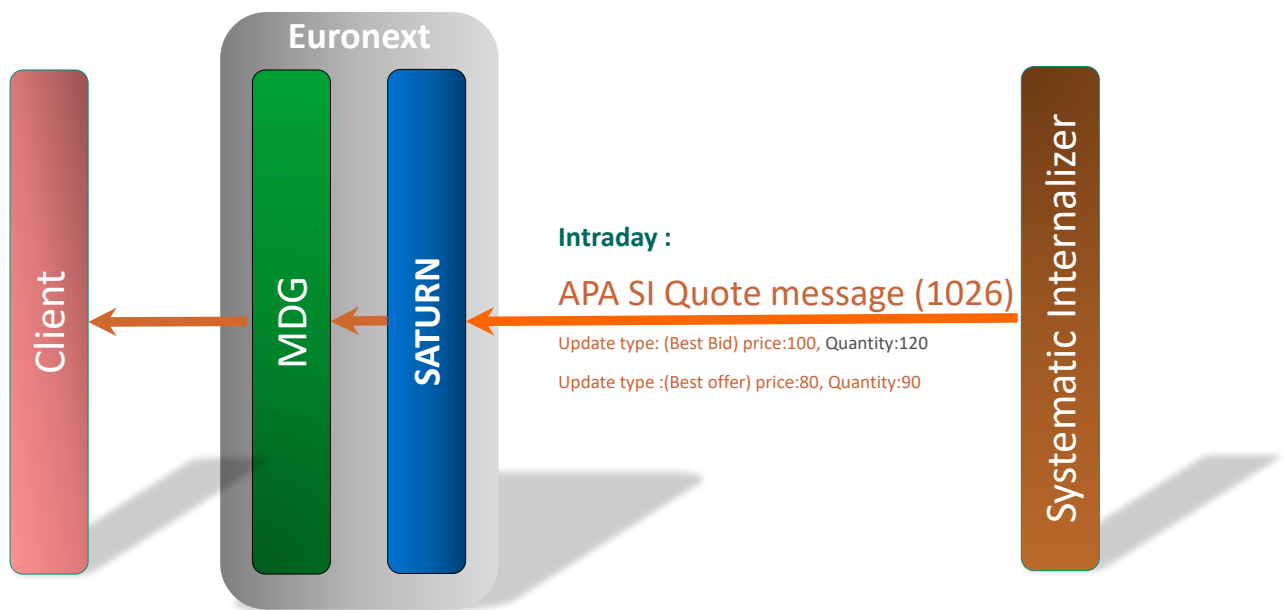 Euronext
Client
MDG
SATURN
Intraday :
APA SI Quote message (1026)
Update type: (Best Bid) price:100, Quantity:120
Update type :(Best offer) price:80, Quantity:90
Systematic Internalizer